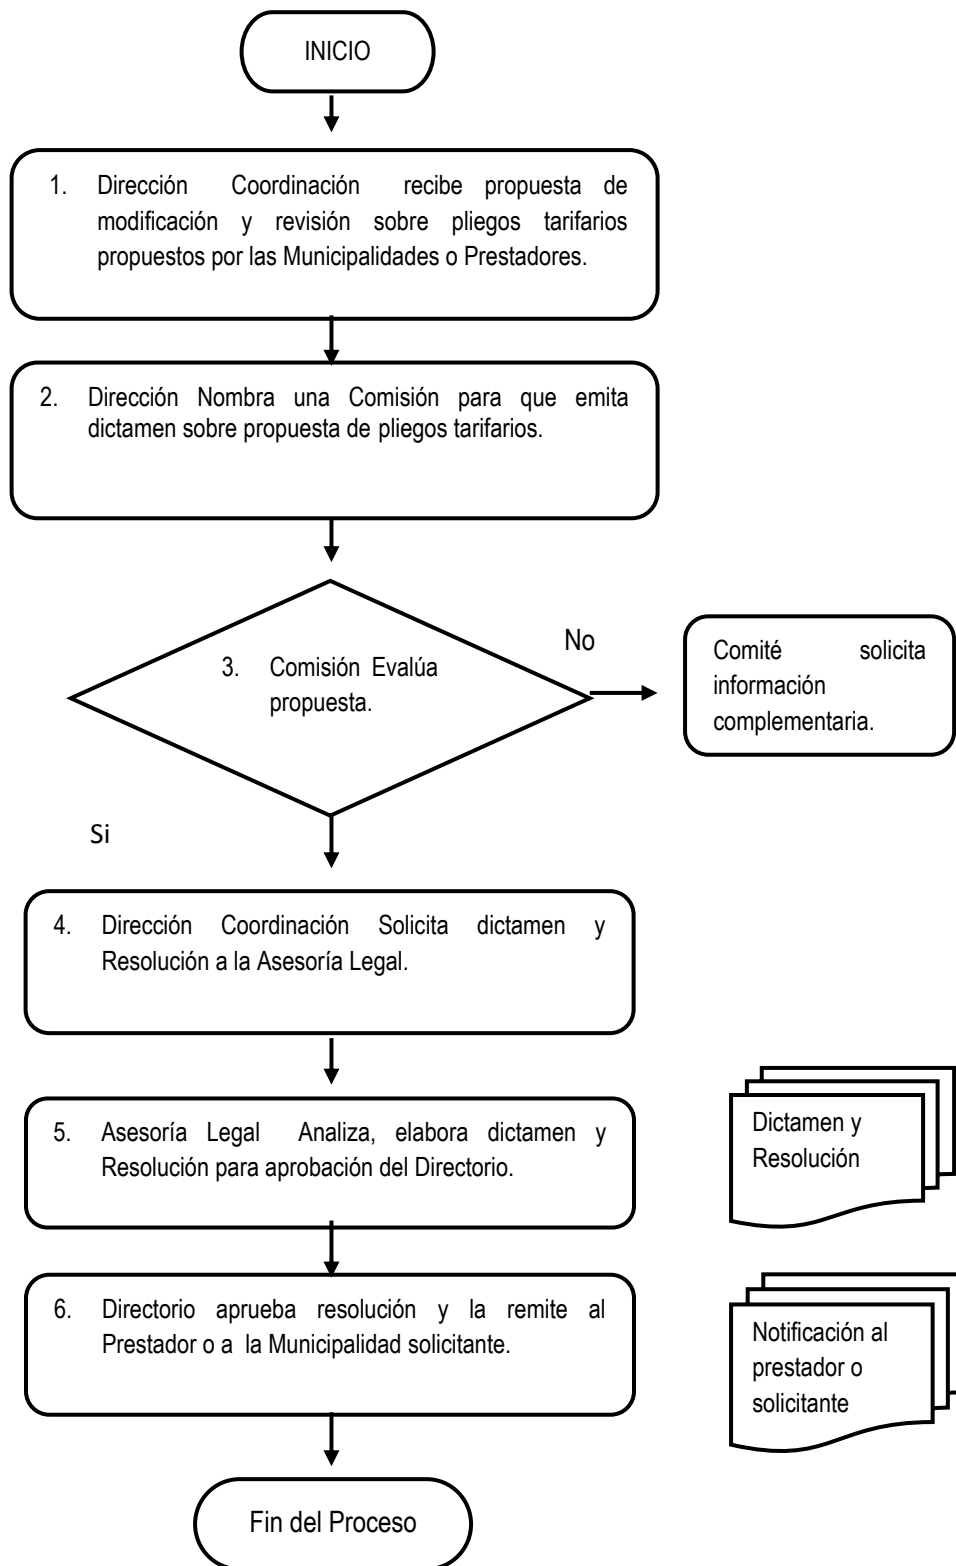 INICIO
1. Dirección Coordinación recibe propuesta de
modificación y revisión sobre pliegos tarifarios
propuestos por las Municipalidades o Prestadores.
2. Dirección Nombra una Comisión para que emita
dictamen sobre propuesta de pliegos tarifarios.
3. Comisión Evalúa
propuesta.
No
Comité solicita
información
complementaria.
Si
4. Dirección Coordinación Solicita dictamen y
Resolución a la Asesoría Legal.
5. Asesoría Legal Analiza, elabora dictamen y
Resolución para aprobación del Directorio.
Dictamen y
Resolución
6. Directorio aprueba resolución y la remite al
Prestador o a la Municipalidad solicitante.
Notificación al
prestador o
solicitante
Fin del Proceso